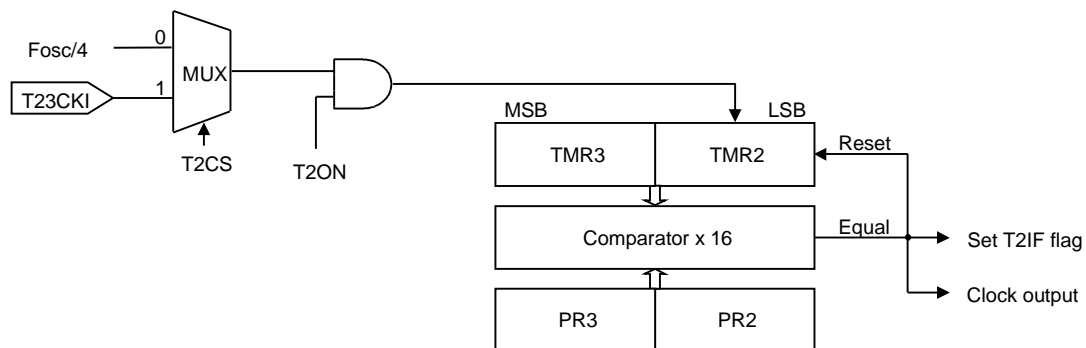 Fosc/4
0
MUX
T23CKI
1
T2CS
T2ON
MSB
LSB
TMR3
TMR2
Reset
Comparator x 16
Equal
Set T2IF flag
Clock output
PR3
PR2